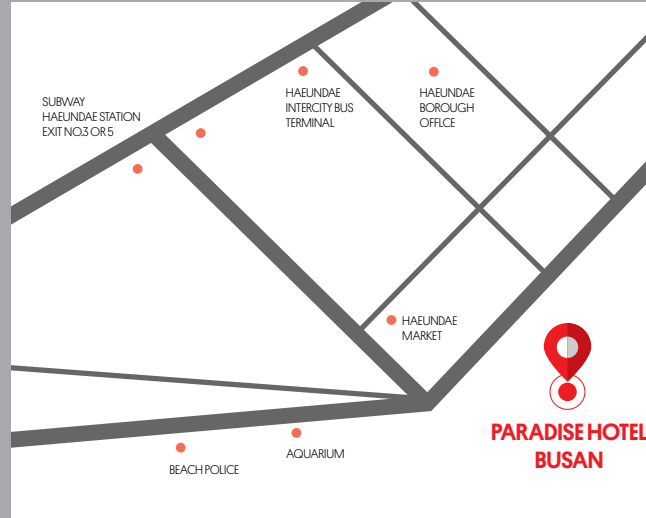 SUBWAY
HAEUNDAE STATION
EXIT NO.3 OR 5
HAEUNDAE
INTERCITY BUS
TERMINAL
HAEUNDAE
BOROUGH
OFFLCE
HAEUNDAE
MARKET
PARADISE HOTEL
BUSAN
AQUARIUM
BEACH POLICE